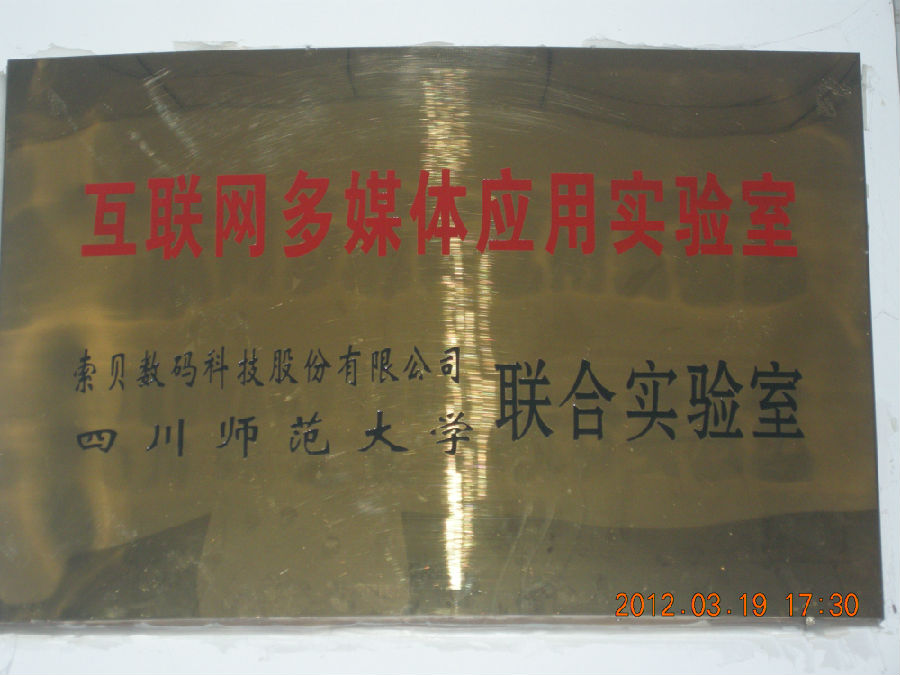 互联网多媒体应用实验室
索贝数码科技股份有限公司
四川师范大学
联合实验室
2012.03.19 17:30